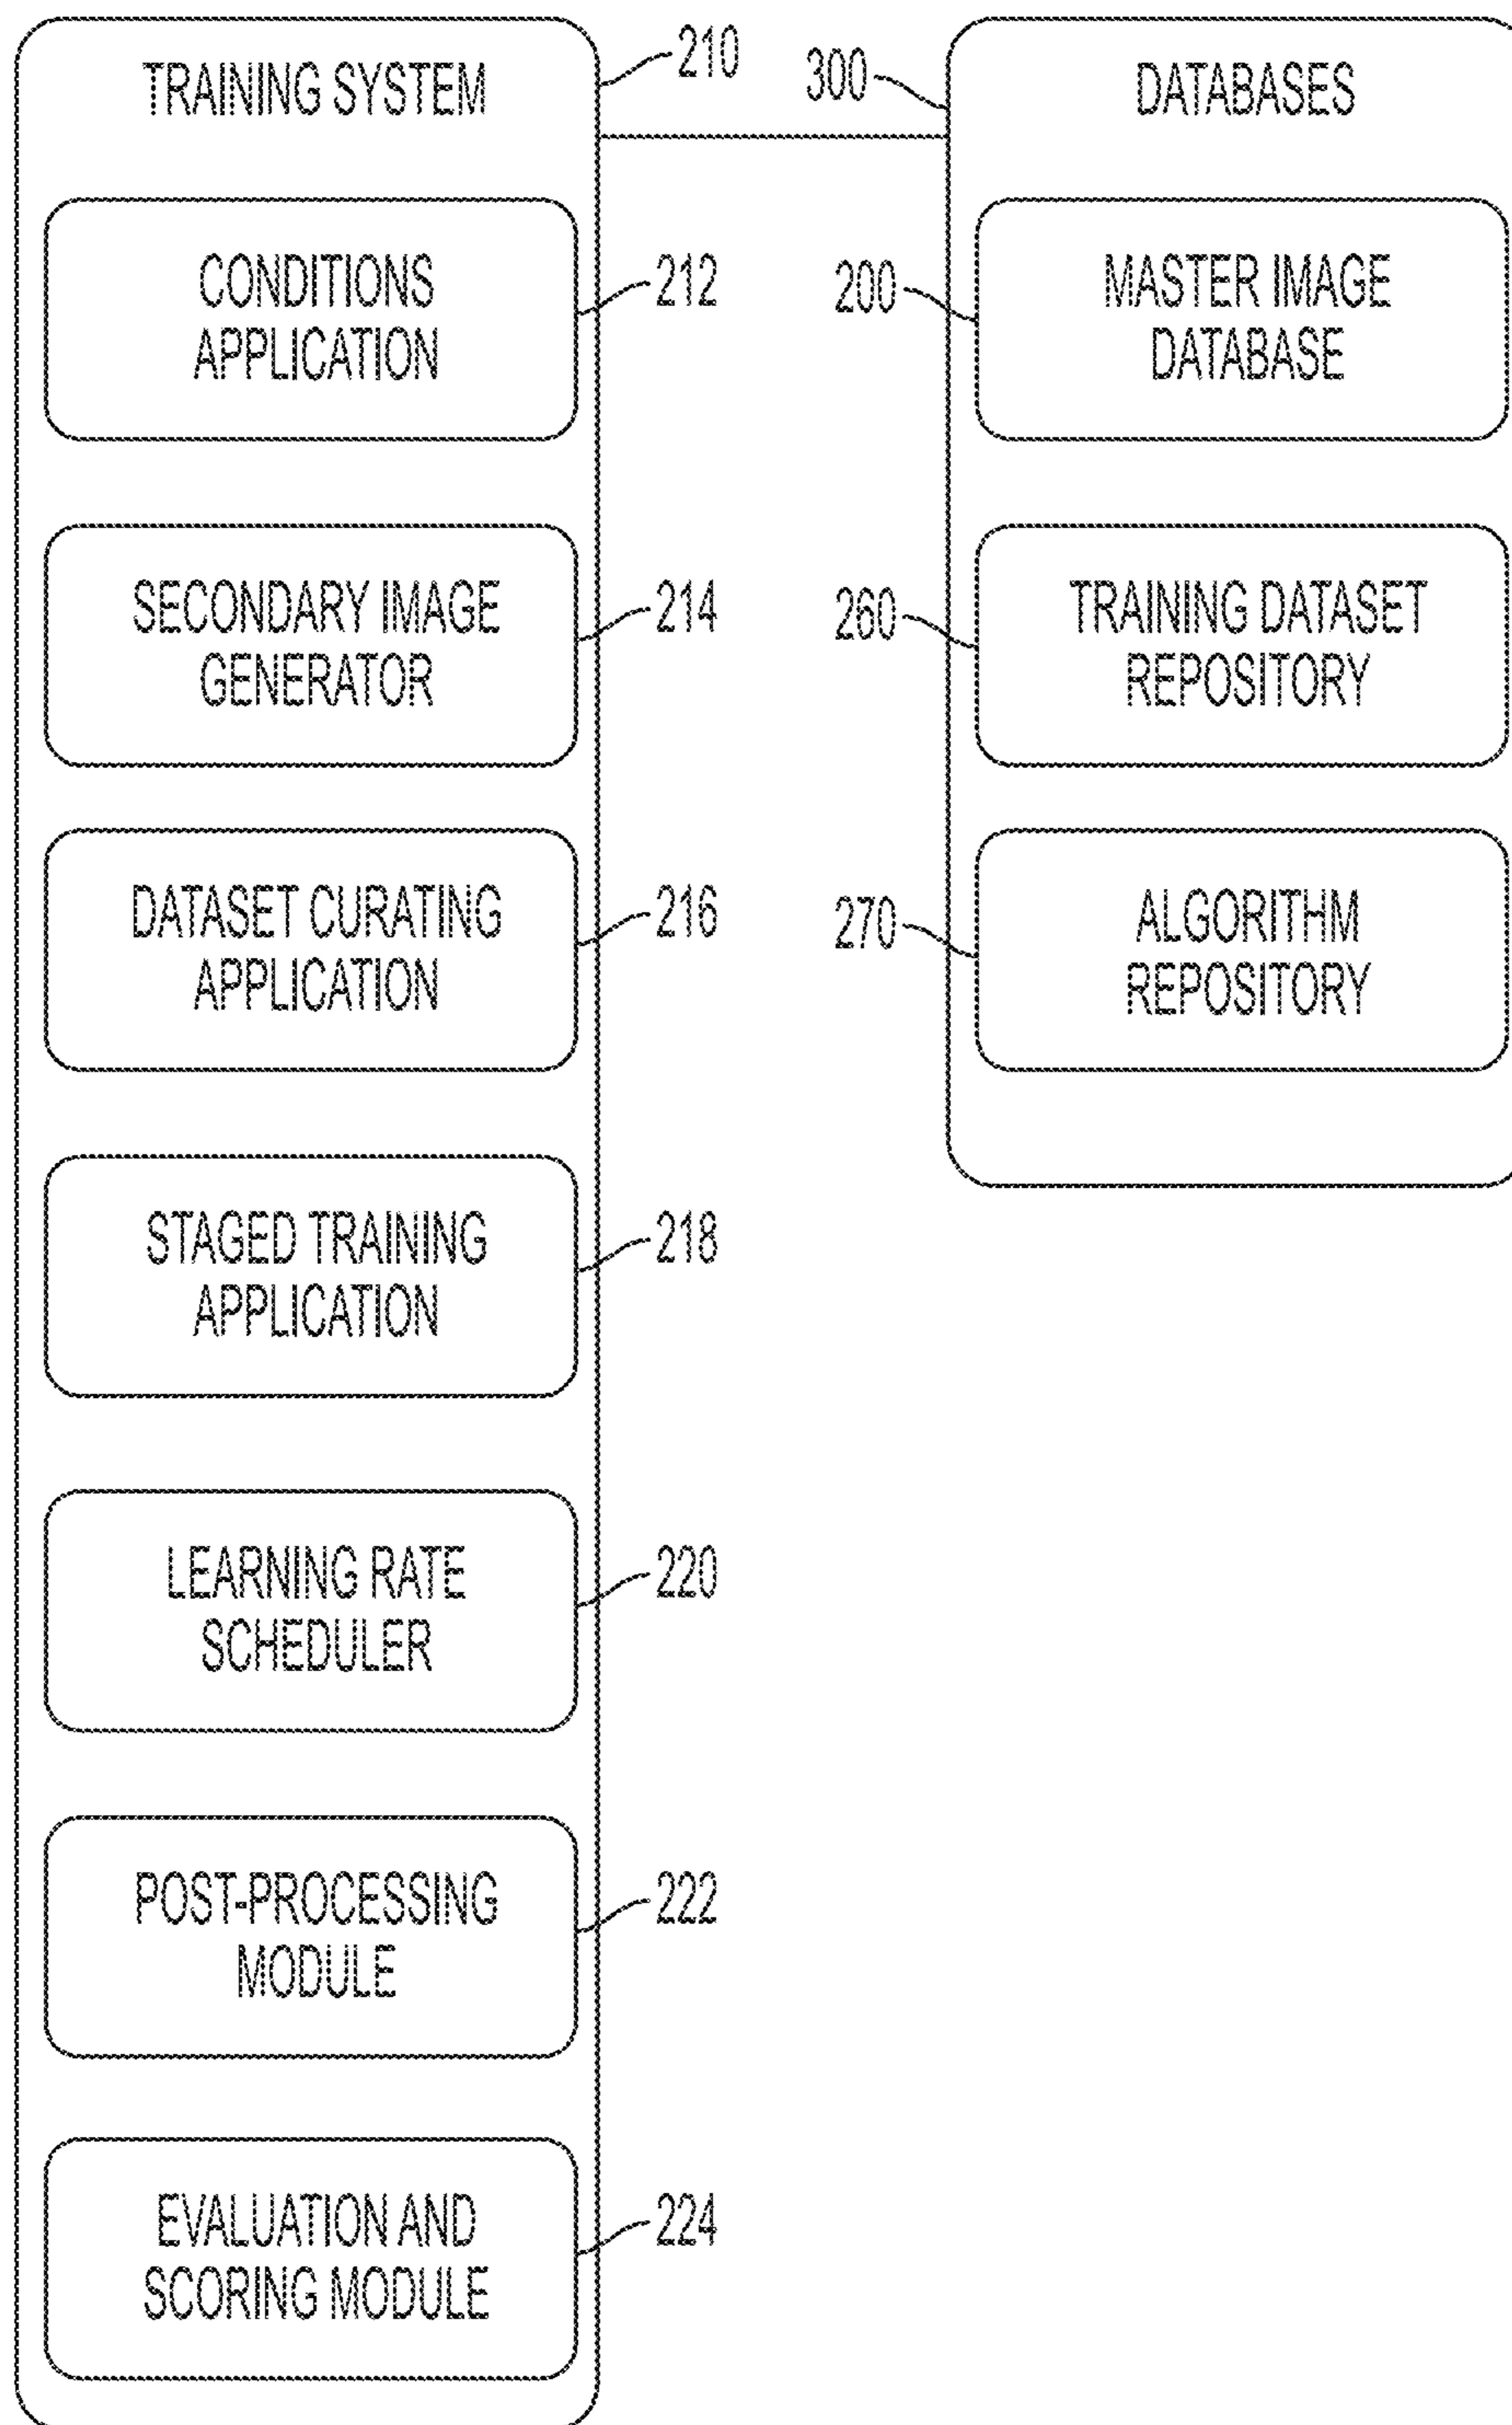 TRAINING SYSTEM
210
CONDITIONS
APPLICATION
212
SECONDARY IMAGE
GENERATOR
214
DATASET CURATING
APPLICATION
216
STAGED TRAINING
APPLICATION
218
LEARNING RATE
SCHEDULER
220
POST-PROCESSING
MODULE
222
EVALUATION AND
SCORING MODULE
224
300
DATABASES
200
MASTER IMAGE
DATABASE
260
TRAINING DATASET
REPOSITORY
270
ALGORITHM
REPOSITORY